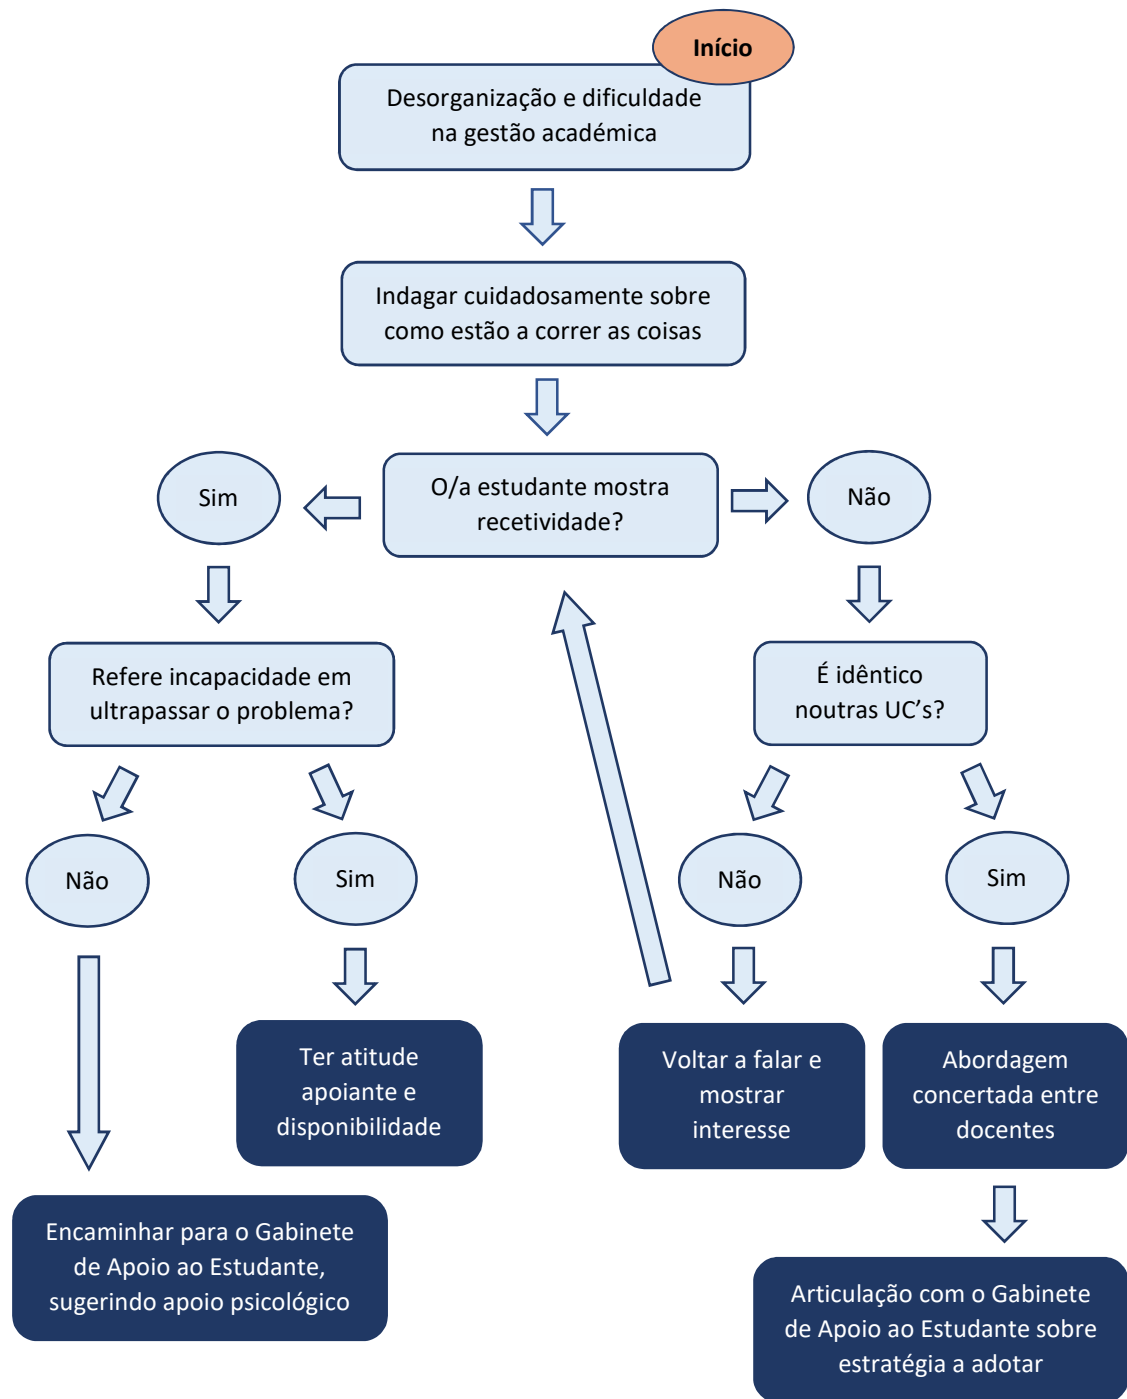 Início
Desorganização e dificuldade
na gestão académica
Indagar cuidadosamente sobre
como estão a correr as coisas
Sim
O/a estudante mostra
recetividade?
Não
Refere incapacidade em
ultrapassar o problema?
É idêntico
noutras UC’s?
Não
Sim
Não
Sim
Ter atitude
apoiante e
disponibilidade
Voltar a falar e
mostrar
interesse
Abordagem
concertada entre
docentes
Encaminhar para o Gabinete
de Apoio ao Estudante,
sugerindo apoio psicológico
Articulação com o Gabinete
de Apoio ao Estudante sobre
estratégia a adotar